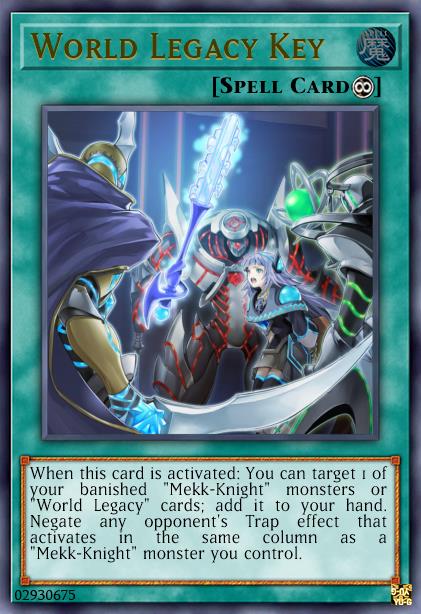 World Legacy Key
魔
[Spell Card]
When this card is activated: You can target 1 of
your banished "Mekk-Knight" monsters or
"World Legacy" cards; add it to your hand.
Negate any opponent's Trap effect that
activates in the same column as a
"Mekk-Knight" monster you control.
02930675